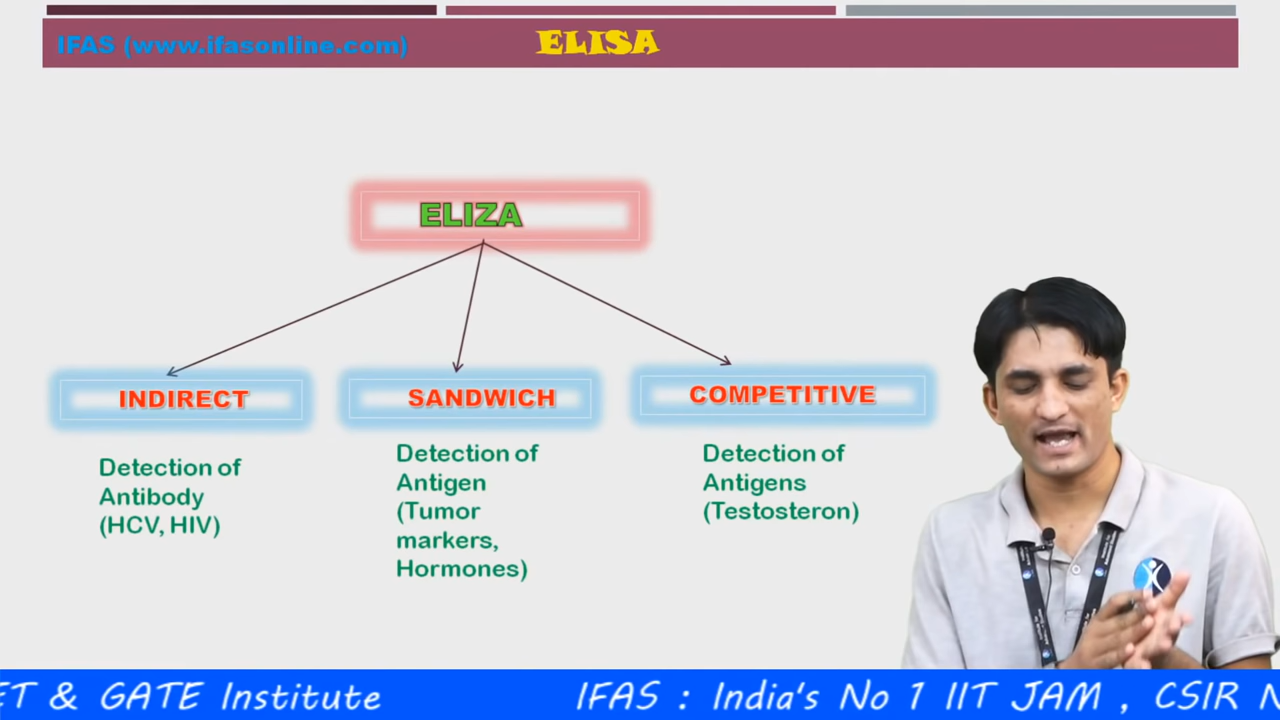 IFAS (www.ifasonline.com)
ELISA
ELIZA
INDIRECT
SANDWICH
COMPETITIVE
Detection of
Antibody
(HCV, HIV)
Detection of
Antigen
(Tumor
markers,
Hormones)
Detection of
Antigens
(Testosteron)
ET & GATE Institute
IFAS : India's No 1 IIT JAM , CSIR N